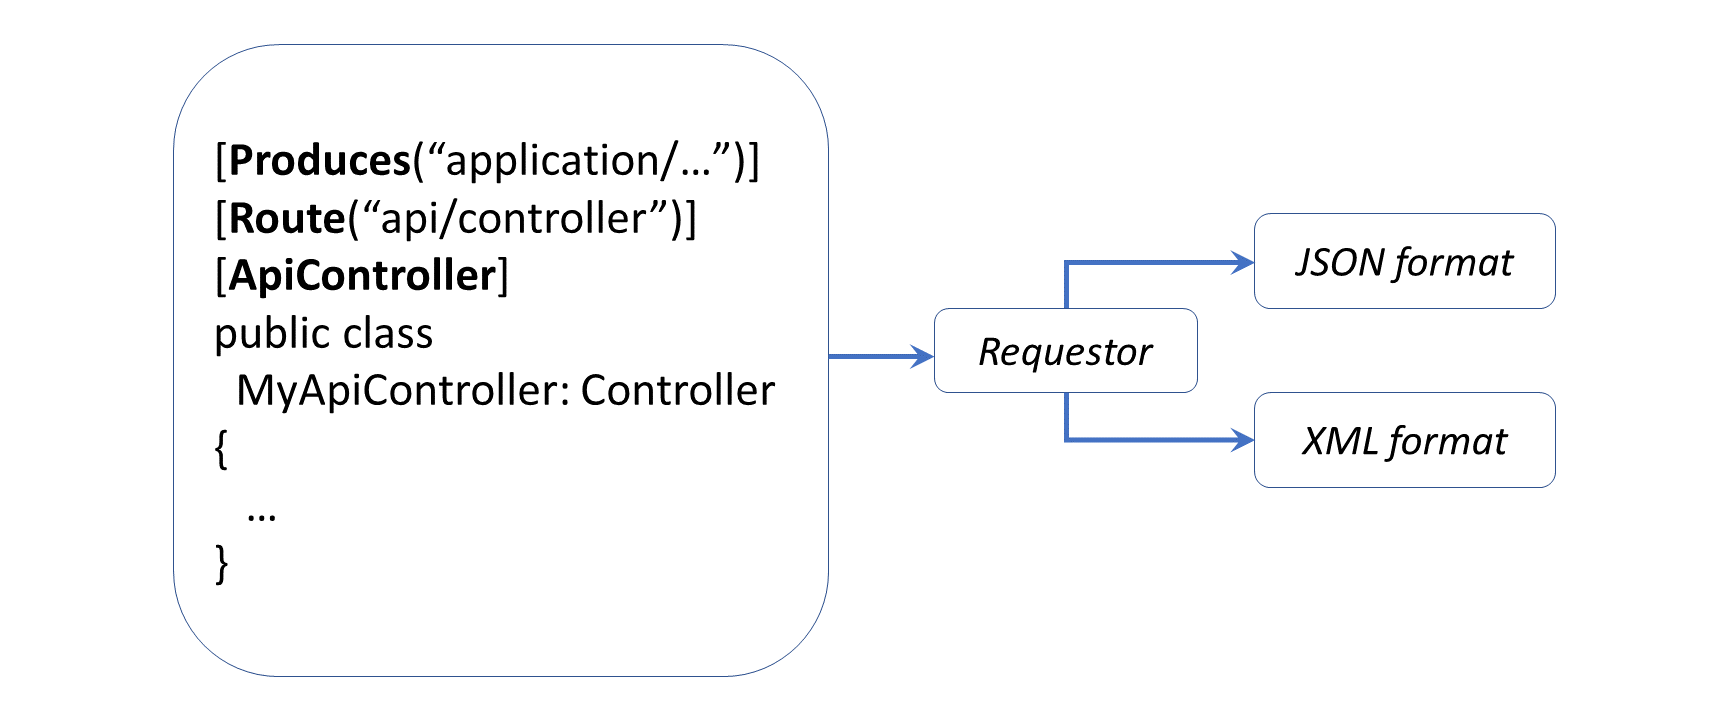 [Produces(“application/…”)]
[Route(“api/controller”)]
[ApiController]
public class
MyApiController: Controller
{
…
}
Requestor
JSON format
XML format